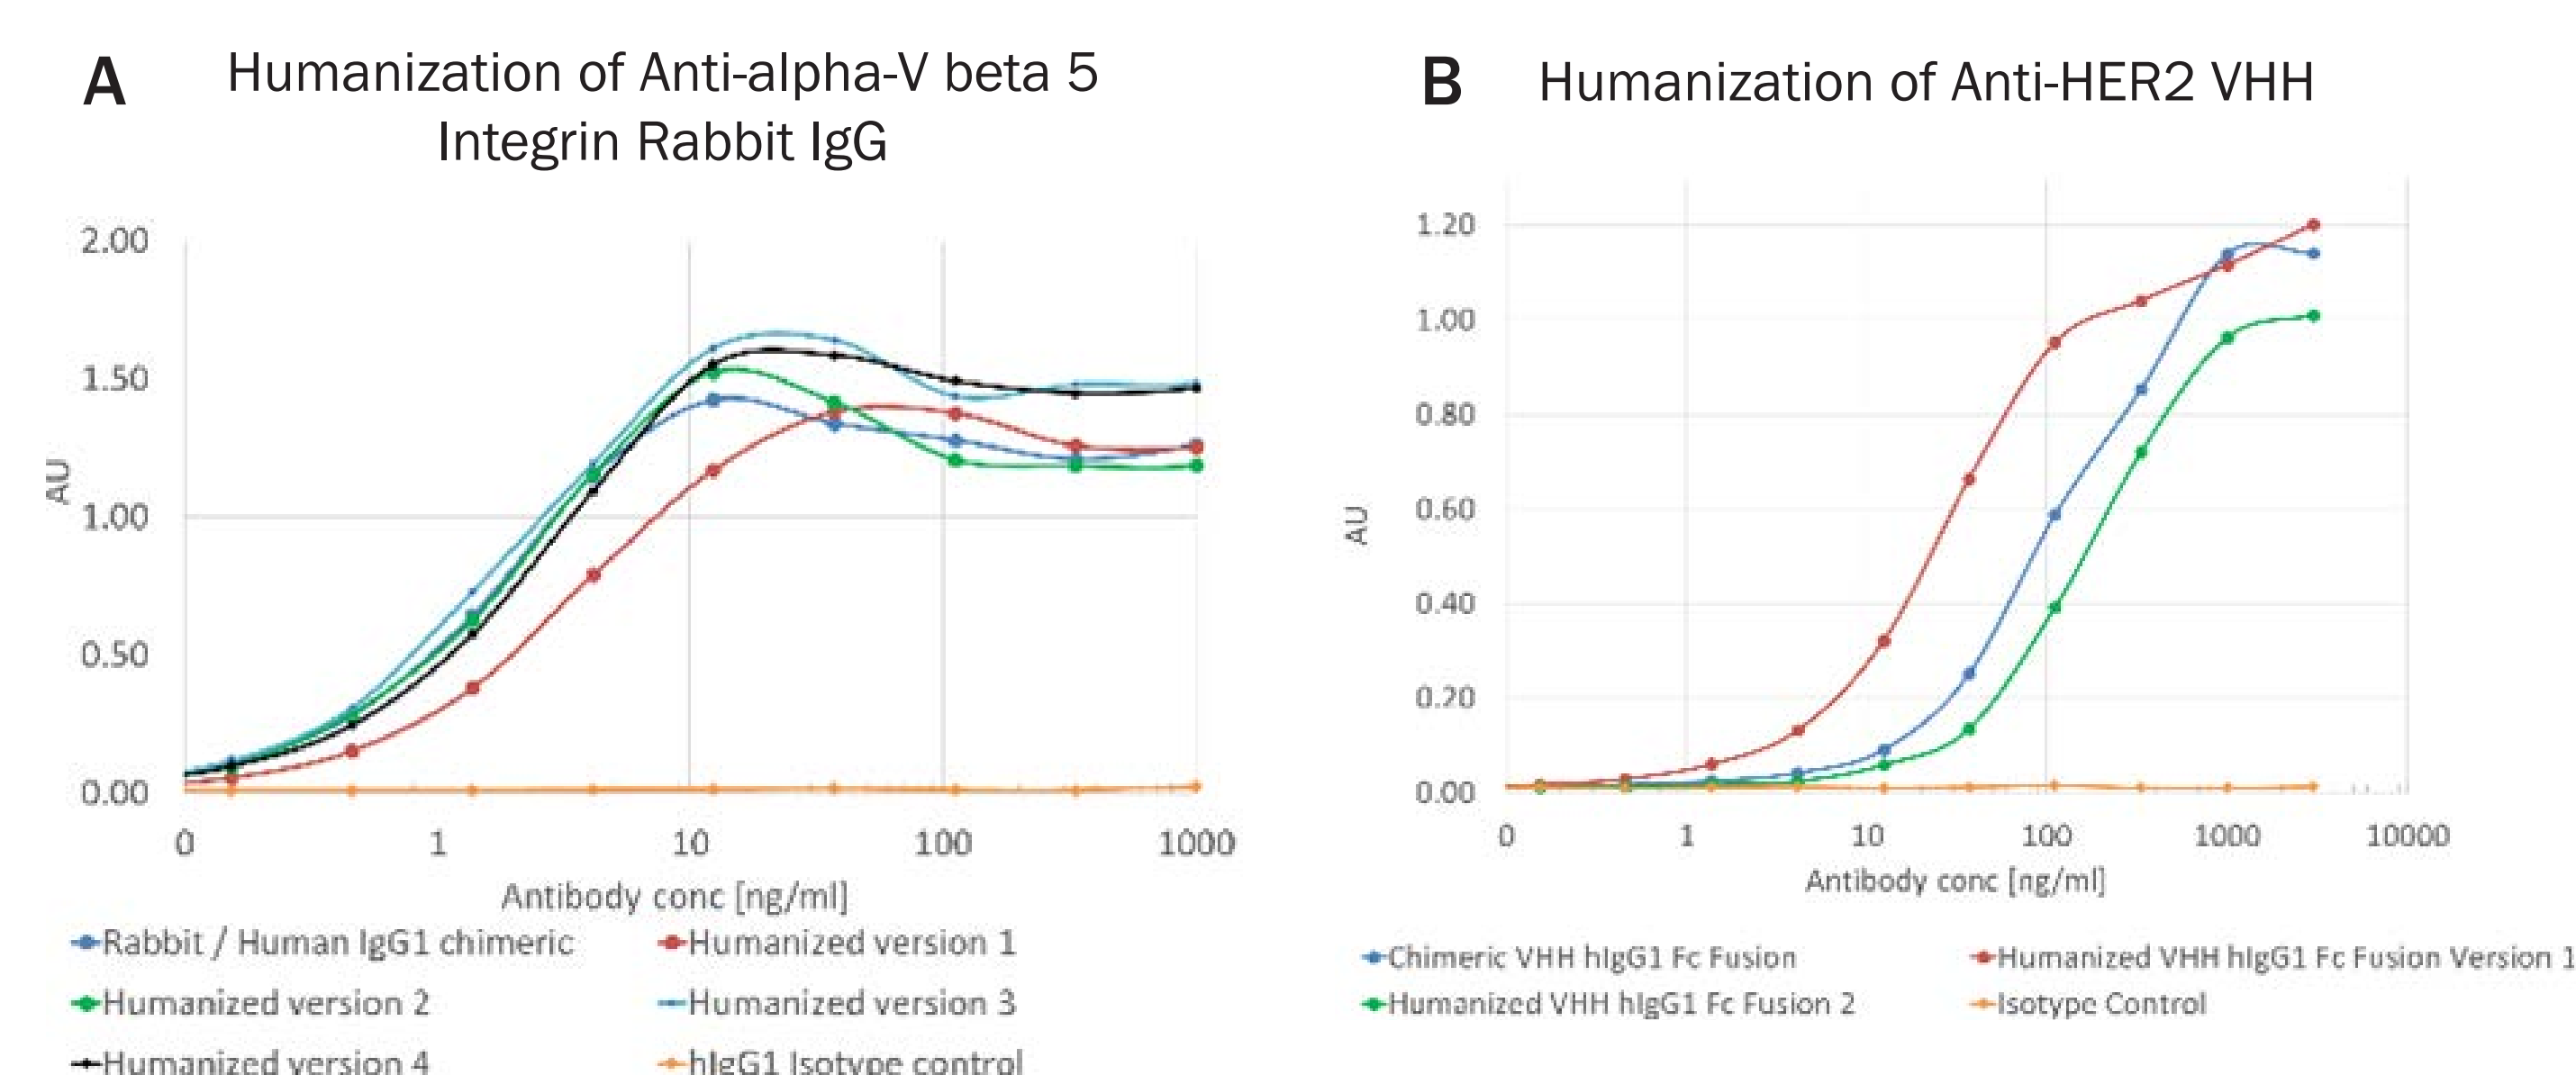 A
Humanization of Anti-alpha-V beta 5
Integrin Rabbit IgG
2.00
1.50
1.00
0.50
0.00
AU
0
1
10
100
1000
Antibody conc [ng/ml]
Rabbit / Human IgG1 chimeric
Humanized version 1
Humanized version 2
Humanized version 3
Humanized version 4
hIgG1 Isotype control
B
Humanization of Anti-HER2 VHH
1.20
1.00
0.80
0.60
0.40
0.20
0.00
AU
0
1
10
100
1000
10000
Antibody conc [ng/ml]
Chimeric VHH hIgG1 Fc Fusion
Humanized VHH hIgG1 Fc Fusion Version 1
Humanized VHH hIgG1 Fc Fusion 2
Isotype Control